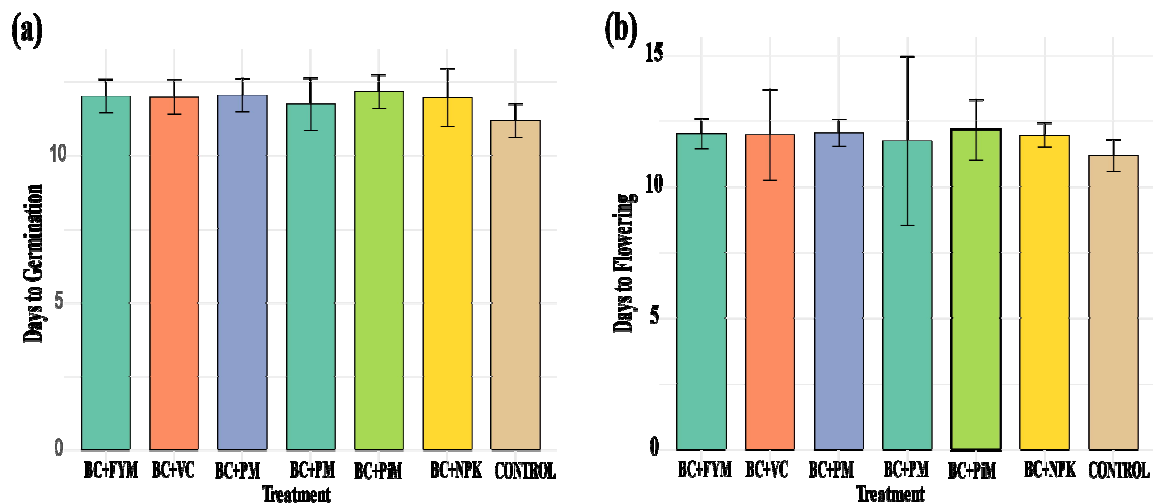 (a)
10
5
0
Days to Germination
BC+FYM BC+VC BC+PM BC+PM BC+PiM BC+NPK CONTROL
Treatment
(b)
15
10
5
0
Days to Flowering
BC+FYM BC+VC BC+PM BC+PM BC+PiM BC+NPK CONTROL
Treatment